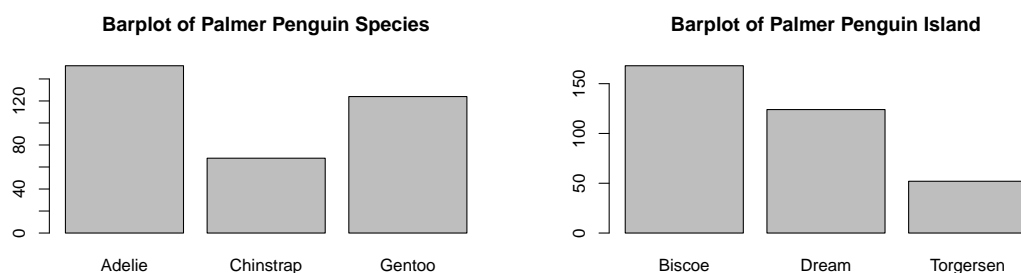 Barplot of Palmer Penguin Species
120
80
40
0
Adelie Chinstrap Gentoo
Barplot of Palmer Penguin Island
150
100
50
0
Biscoe Dream Torgersen